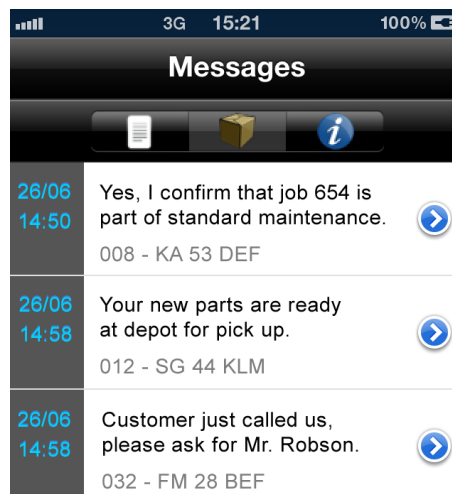 3G 15:21 100%
Messages
i
26/06
14:50
Yes, I confirm that job 654 is
part of standard maintenance.
008 - KA 53 DEF
26/06
14:58
Your new parts are ready
at depot for pick up.
012 - SG 44 KLM
26/06
14:58
Customer just called us,
please ask for Mr. Robson.
032 - FM 28 BEF